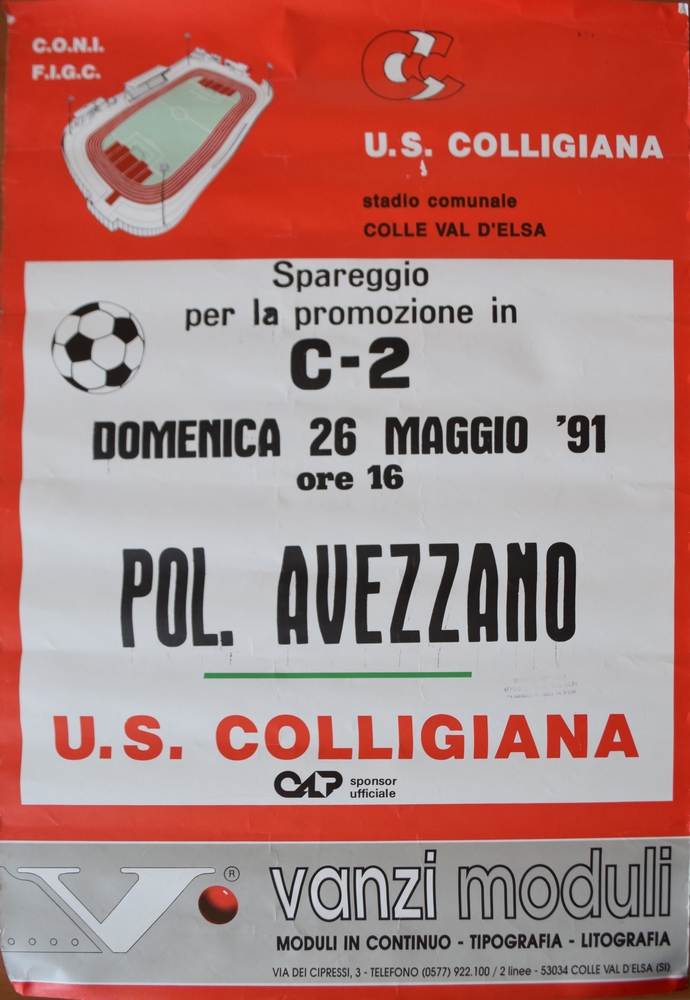 C.O.N.I.
F.I.G.C.
U.S. COLLIGIANA
stadio comunale
COLLE VAL D'ELSA
Spareggio
per la promozione in
C-2
DOMENICA 26 MAGGIO '91
ore 16
POL. AVEZZANO
U.S. COLLIGIANA
CAP sponsor
ufficiale
V ®
vanzi moduli
MODULI IN CONTINUO - TIPOGRAFIA - LITOGRAFIA
VIA DEI CIPRESSI, 3 - TELEFONO (0577) 922.100 / 2 linee - 53034 COLLE VAL D'ELSA (SI)